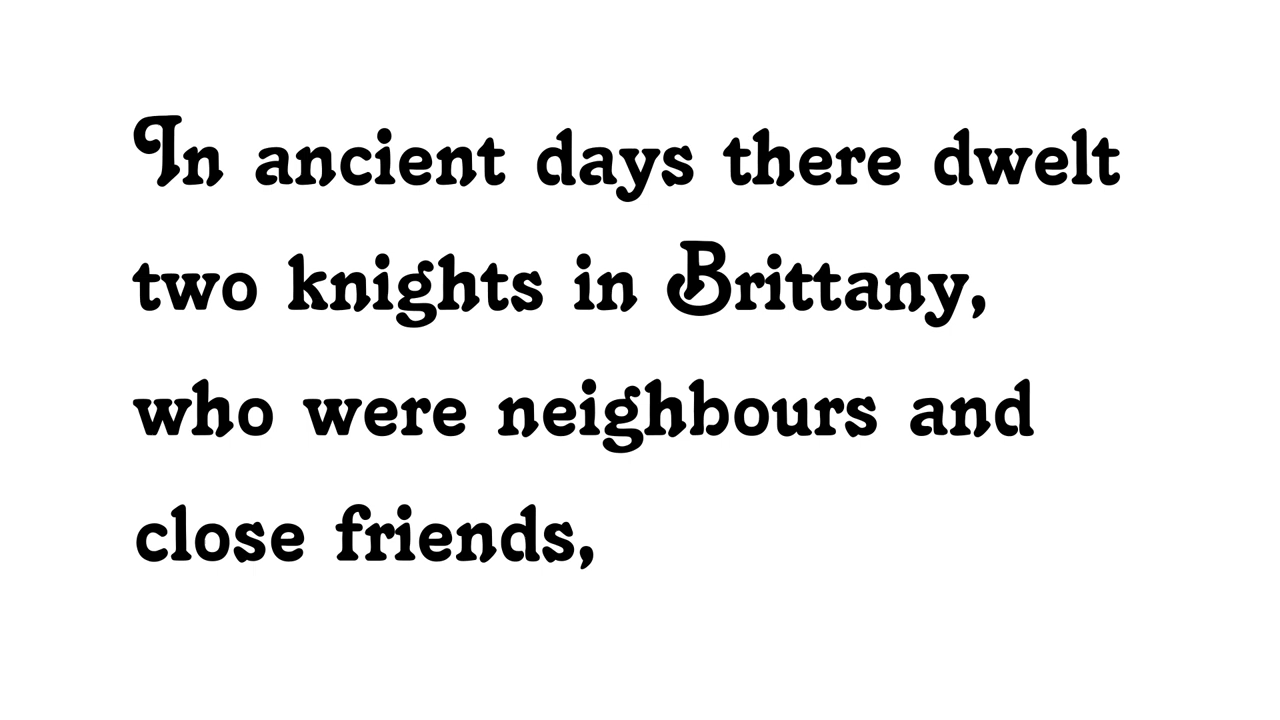 In ancient days there dwelt
two knights in Brittany,
who were neighbours and
close friends,